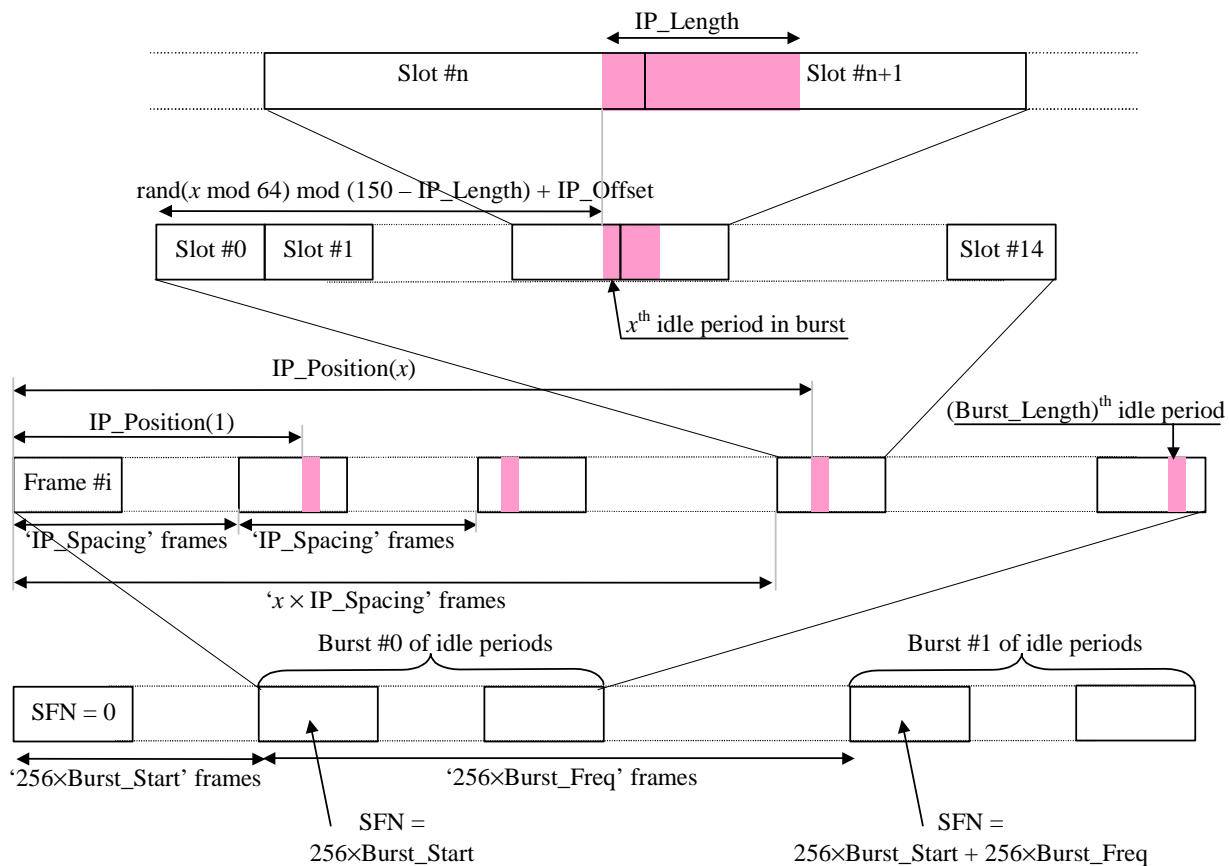 IP_Length
Slot #n
Slot #n+1
rand(x mod 64) mod (150 – IP_Length) + IP_Offset
Slot #0
Slot #1
Slot #14
xth idle period in burst
IP_Position(x)
IP_Position(1)
(Burst_Length)th idle period
Frame #i
‘IP_Spacing’ frames
‘IP_Spacing’ frames
‘x × IP_Spacing’ frames
Burst #0 of idle periods
Burst #1 of idle periods
SFN = 0
‘256×Burst_Start’ frames
‘256×Burst_Freq’ frames
SFN =
256×Burst_Start
SFN =
256×Burst_Start + 256×Burst_Freq